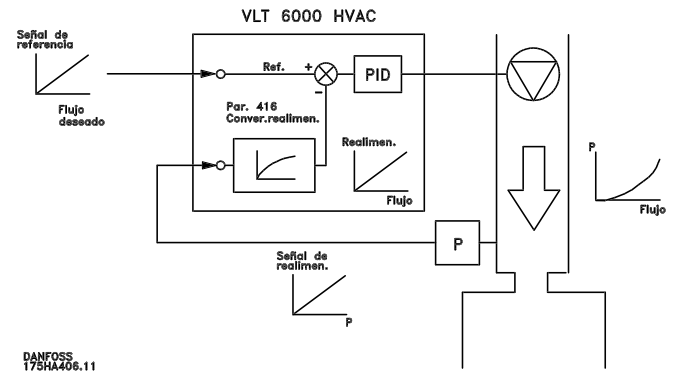 VLT 6000 HVAC
Señal de
referencia
Flujo
deseado
Ref.
+
−
PID
Par. 416
Conver.realimen.
Realimen.
Flujo
P
Flujo
P
Señal de
realimen.
P
DANFOSS
175HA406.11